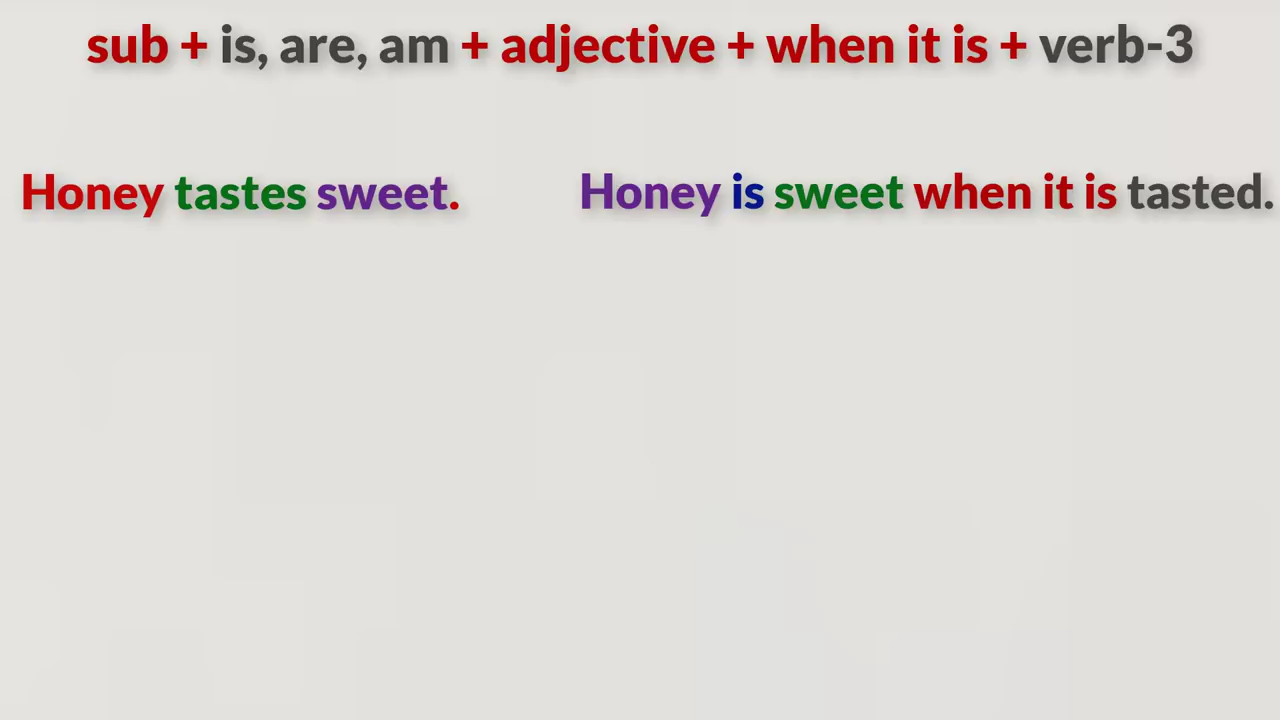 sub + is, are, am + adjective + when it is + verb-3
Honey tastes sweet.
Honey is sweet when it is tasted.